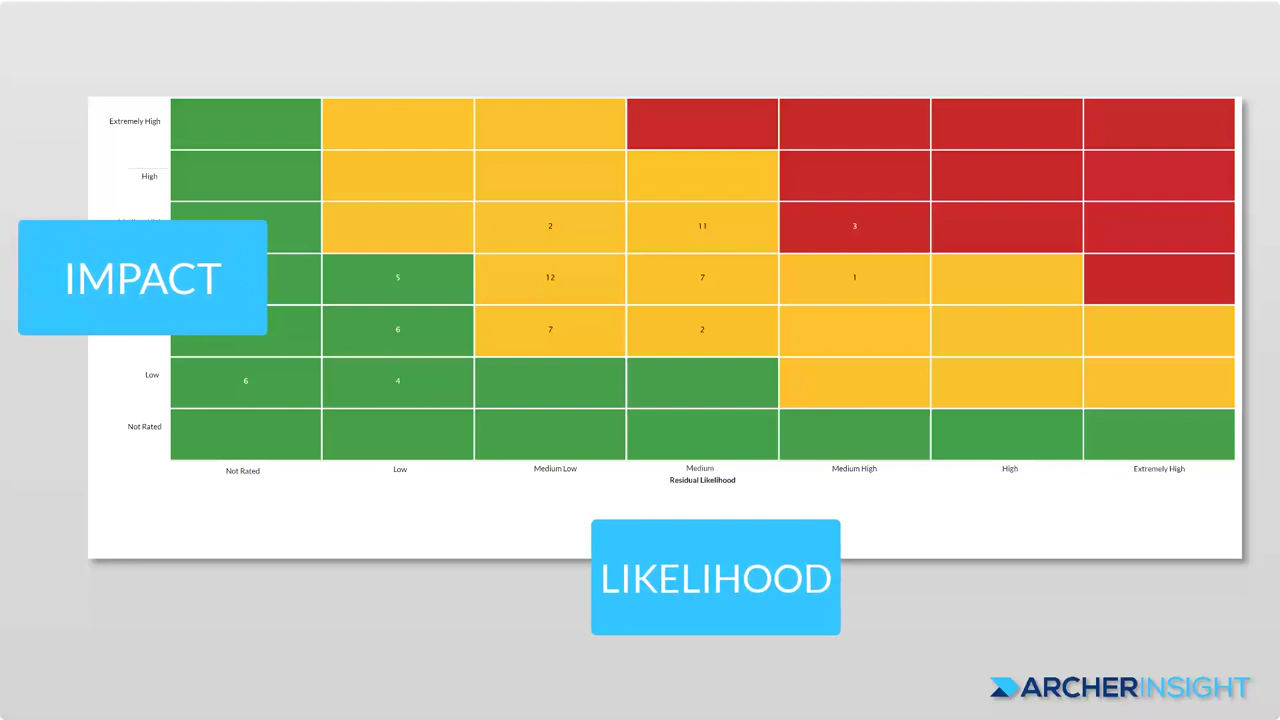 Extremely High
High
2 11 3
IMPACT
5 12 7 1
6 7 2
Low
6 4
Not Rated
Not Rated Low Medium Low Medium Medium High High Extremely High
Residual Likelihood
LIKELIHOOD
ARCHERINSIGHT